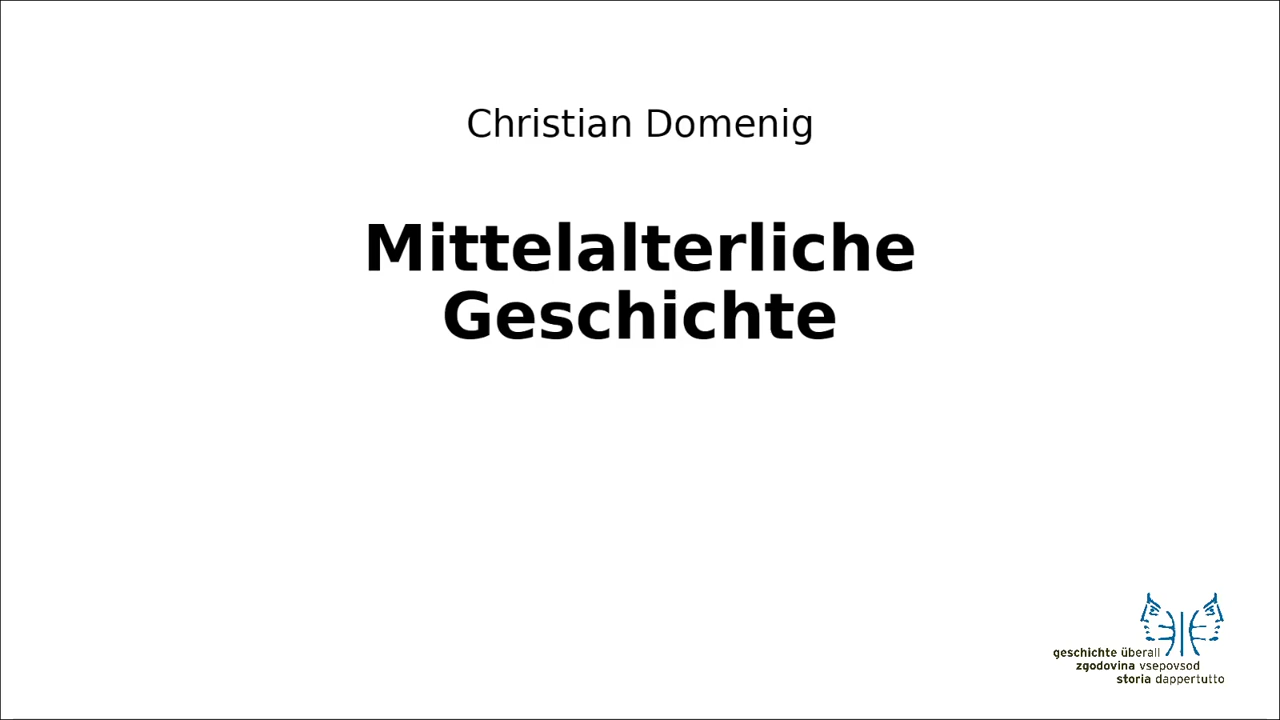 Christian Domenig
Mittelalterliche
Geschichte
geschichte überall
zgodovina vsepovsod
storia dappertutto